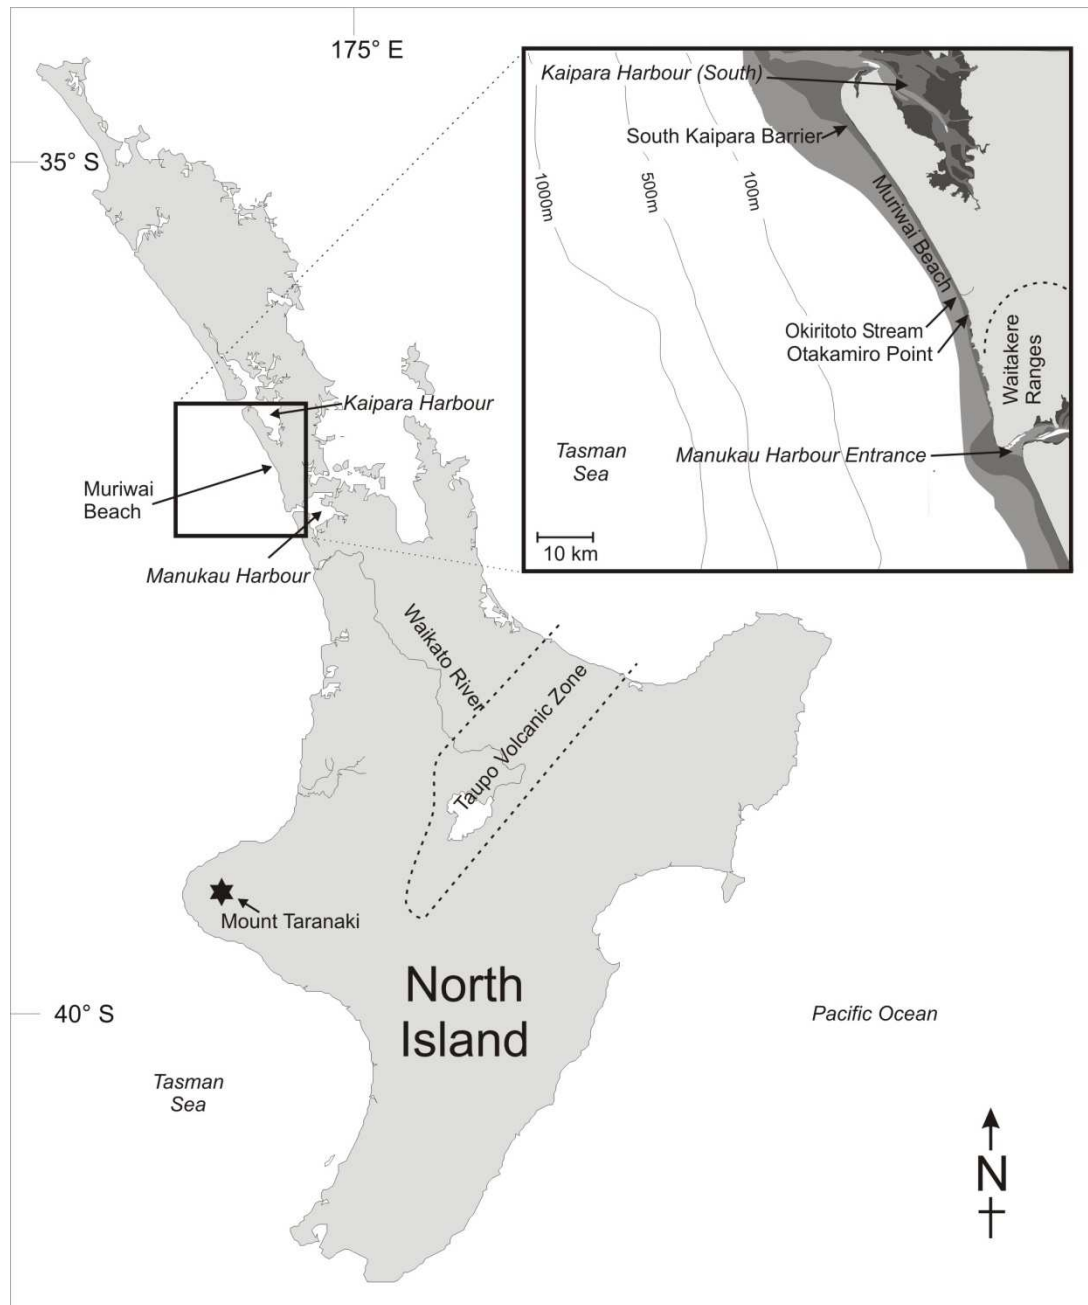 175° E
35° S
Kaipara Harbour (South)
South Kaipara Barrier
1000m
500m
100m
Muriwai Beach
Okiritoto Stream
Otakamiro Point
Waitakere
Ranges
Tasman
Sea
Manukau Harbour Entrance
10 km
Kaipara Harbour
Muriwai
Beach
Manukau Harbour
Waikato River
Taupo Volcanic Zone
Mount Taranaki
North
Island
40° S
Pacific Ocean
Tasman
Sea
N